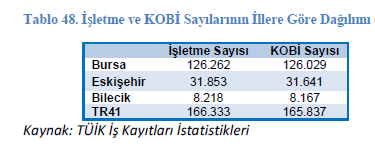 Tablo 48. İşletme ve KOBİ Sayılarının İllere Göre Dağılımı (
İşletme Sayısı KOBİ Sayısı
Bursa 126.262 126.029
Eskişehir 31.853 31.641
Bilecik 8.218 8.167
TR41 166.333 165.837
Kaynak: TÜİK İş Kayıtları İstatistikleri